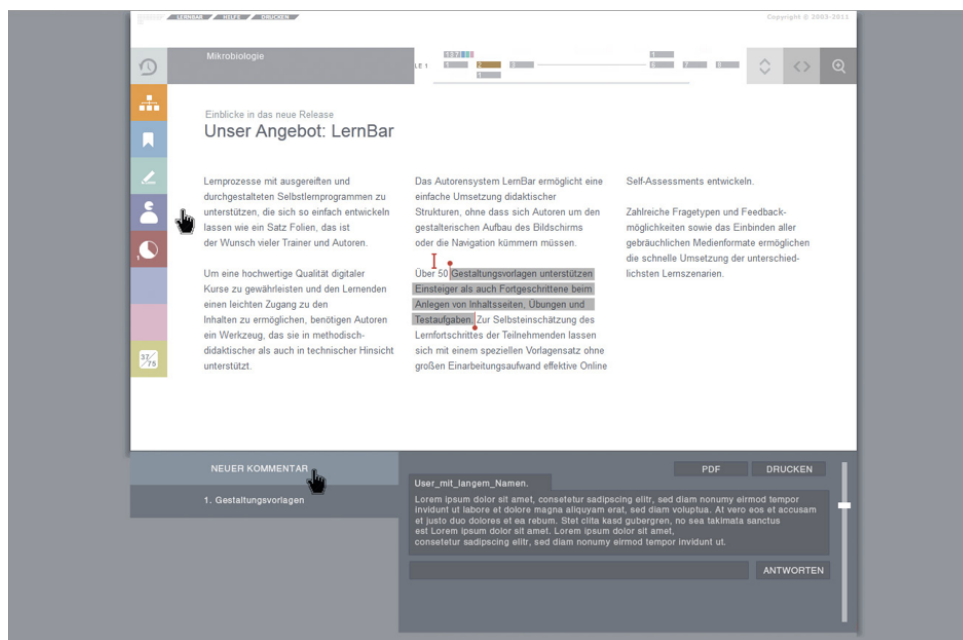 LERNBAR HILFE DRUCKEN
Copyright © 2003-2011
Mikrobiologie
LE 1
Einblicke in das neue Release
Unser Angebot: LernBar
Lernprozesse mit ausgereiften und
durchgestalteten Selbstlernprogrammen zu
unterstützen, die sich so einfach entwickeln
lassen wie ein Satz Folien, das ist
der Wunsch vieler Trainer und Autoren.
Um eine hochwertige Qualität digitaler
Kurse zu gewährleisten und den Lernenden
einen leichten Zugang zu den
Inhalten zu ermöglichen, benötigen Autoren
ein Werkzeug, das sie in methodisch-
didaktischer als auch in technischer Hinsicht
unterstützt.
Das Autorensystem LernBar ermöglicht eine
einfache Umsetzung didaktischer
Strukturen, ohne dass sich Autoren um den
gestalterischen Aufbau des Bildschirms
oder die Navigation kümmern müssen.
Über 50 Gestaltungsvorlagen unterstützen
Einsteiger als auch Fortgeschrittene beim
Anlegen von Inhaltsseiten, Übungen und
Testaufgaben. Zur Selbsteinschätzung des
Lernfortschrittes der Teilnehmenden lassen
sich mit einem speziellen Vorlagensatz ohne
großen Einarbeitungsaufwand effektive Online
Self-Assessments entwickeln.
Zahlreiche Fragetypen und Feedback-
möglichkeiten sowie das Einbinden aller
gebräuchlichen Medienformate ermöglichen
die schnelle Umsetzung der unterschied-
lichsten Lernszenarien.
37/75
NEUER KOMMENTAR
1. Gestaltungsvorlagen
PDF
DRUCKEN
User_mit_langem_Namen.
Lorem ipsum dolor sit amet, consetetur sadipscing elitr, sed diam nonumy eirmod tempor
invidunt ut labore et dolore magna aliquyam erat, sed diam voluptua. At vero eos et accusam
et justo duo dolores et ea rebum. Stet clita kasd gubergren, no sea takimata sanctus
est Lorem ipsum dolor sit amet. Lorem ipsum dolor sit amet,
consetetur sadipscing elitr, sed diam nonumy eirmod tempor invidunt ut.
ANTWORTEN